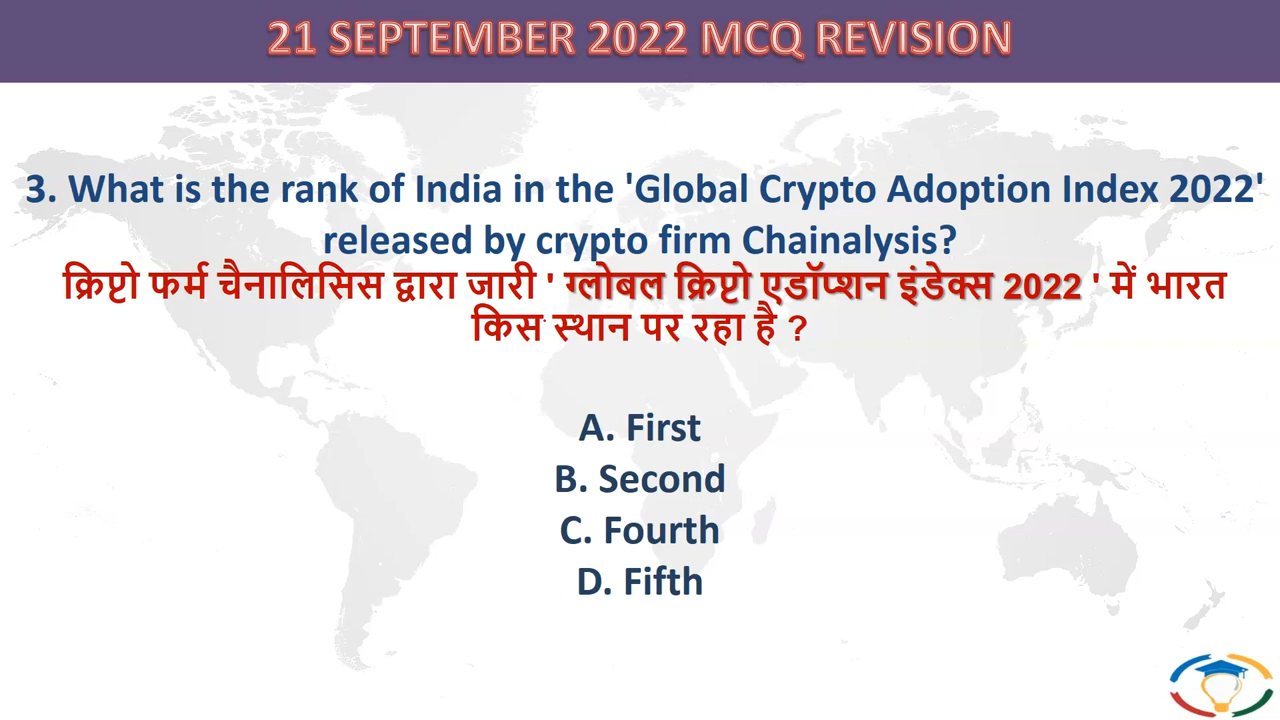 21 SEPTEMBER 2022 MCQ REVISION
3. What is the rank of India in the 'Global Crypto Adoption Index 2022'
released by crypto firm Chainalysis?
क्रिप्टो फर्म चैनालिसिस द्वारा जारी ' ग्लोबल क्रिप्टो एडॉप्शन इंडेक्स 2022 ' में भारत
किस स्थान पर रहा है ?
A. First
B. Second
C. Fourth
D. Fifth